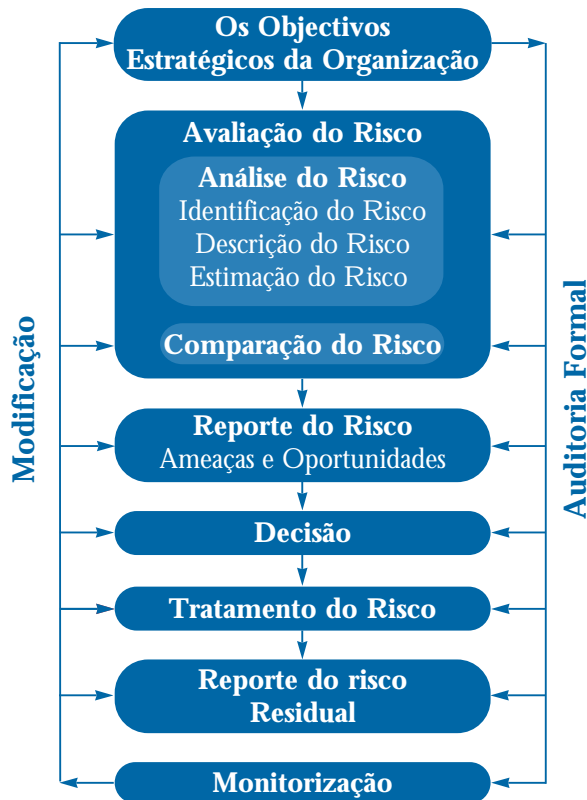 Os Objectivos
Estratégicos da Organização
Avaliação do Risco
Análise do Risco
Identificação do Risco
Descrição do Risco
Estimação do Risco
Comparação do Risco
Reporte do Risco
Ameaças e Oportunidades
Decisão
Tratamento do Risco
Reporte do risco
Residual
Monitorização
Modificação
Auditoria Formal